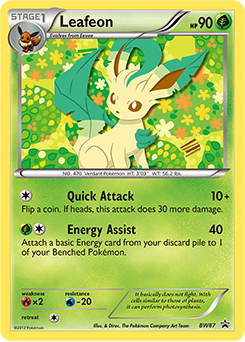 STAGE1 Leafeon HP90
Evolves from Eevee
NO. 470 Verdant Pokémon HT: 3'03" WT: 56.2 lbs.
Quick Attack 10+
Flip a coin. If heads, this attack does 30 more damage.
Energy Assist 40
Attach a basic Energy card from your discard pile to 1
of your Benched Pokémon.
weakness resistance
×2 -20
retreat
It basically does not fight. With
cells similar to those of plants,
it can perform photosynthesis.
Illus. & Direc. The Pokémon Company Art Team
©2013 Pokémon BW87